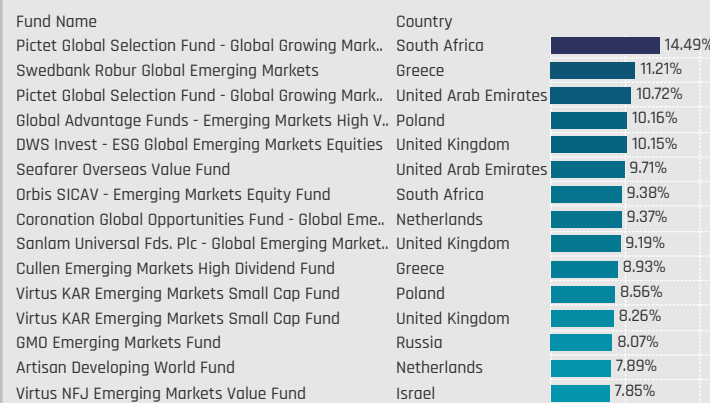 Fund Name Country
Pictet Global Selection Fund - Global Growing Mark.. South Africa 14.49%
Swedbank Robur Global Emerging Markets Greece 11.21%
Pictet Global Selection Fund - Global Growing Mark.. United Arab Emirates 10.72%
Global Advantage Funds - Emerging Markets High V.. Poland 10.16%
DWS Invest - ESG Global Emerging Markets Equities United Kingdom 10.15%
Seafarer Overseas Value Fund United Arab Emirates 9.71%
Orbis SICAV - Emerging Markets Equity Fund South Africa 9.38%
Coronation Global Opportunities Fund - Global Eme.. Netherlands 9.37%
Sanlam Universal Fds. Plc - Global Emerging Market.. United Kingdom 9.19%
Cullen Emerging Markets High Dividend Fund Greece 8.93%
Virtus KAR Emerging Markets Small Cap Fund Poland 8.56%
Virtus KAR Emerging Markets Small Cap Fund United Kingdom 8.26%
GMO Emerging Markets Fund Russia 8.07%
Artisan Developing World Fund Netherlands 7.89%
Virtus NFJ Emerging Markets Value Fund Israel 7.85%